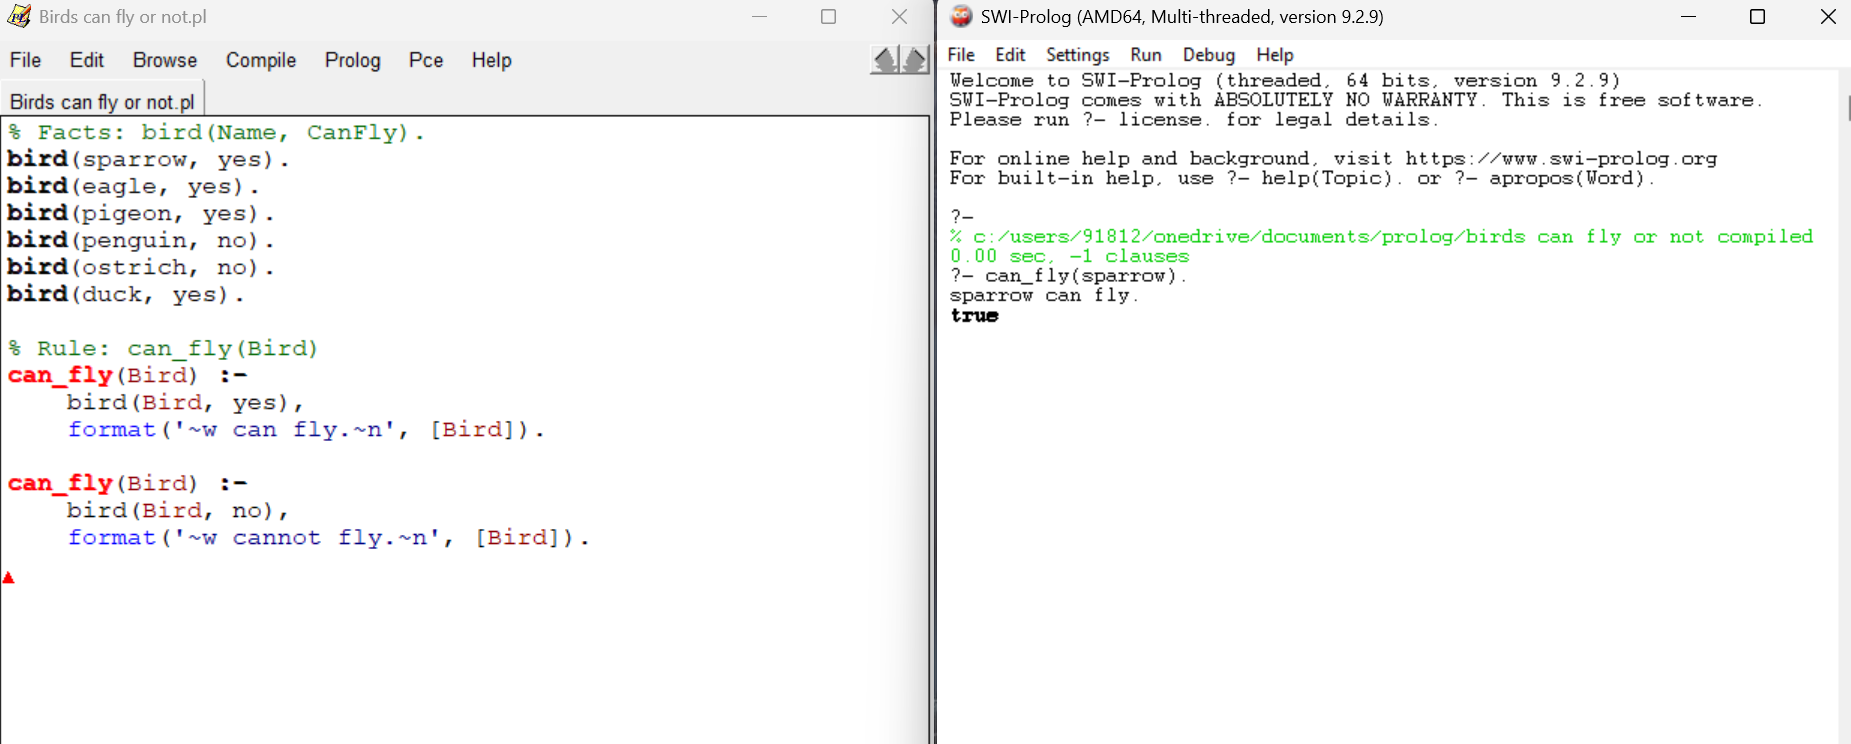 Birds can fly or not.pl
File Edit Browse Compile Prolog Pce Help
Birds can fly or not.pl
% Facts: bird(Name, CanFly).
bird(sparrow, yes).
bird(eagle, yes).
bird(pigeon, yes).
bird(penguin, no).
bird(ostrich, no).
bird(duck, yes).
% Rule: can_fly(Bird)
can_fly(Bird) :-
    bird(Bird, yes),
    format('~w can fly.~n', [Bird]).
can_fly(Bird) :-
    bird(Bird, no),
    format('~w cannot fly.~n', [Bird]).
SWI-Prolog (AMD64, Multi-threaded, version 9.2.9)
File Edit Settings Run Debug Help
Welcome to SWI-Prolog (threaded, 64 bits, version 9.2.9)
SWI-Prolog comes with ABSOLUTELY NO WARRANTY. This is free software.
Please run ?- license. for legal details.
For online help and background, visit https://www.swi-prolog.org
For built-in help, use ?- help(Topic). or ?- apropos(Word).
?-
% c:/users/91812/onedrive/documents/prolog/birds can fly or not compiled
0.00 sec, -1 clauses
?- can_fly(sparrow).
sparrow can fly.
true